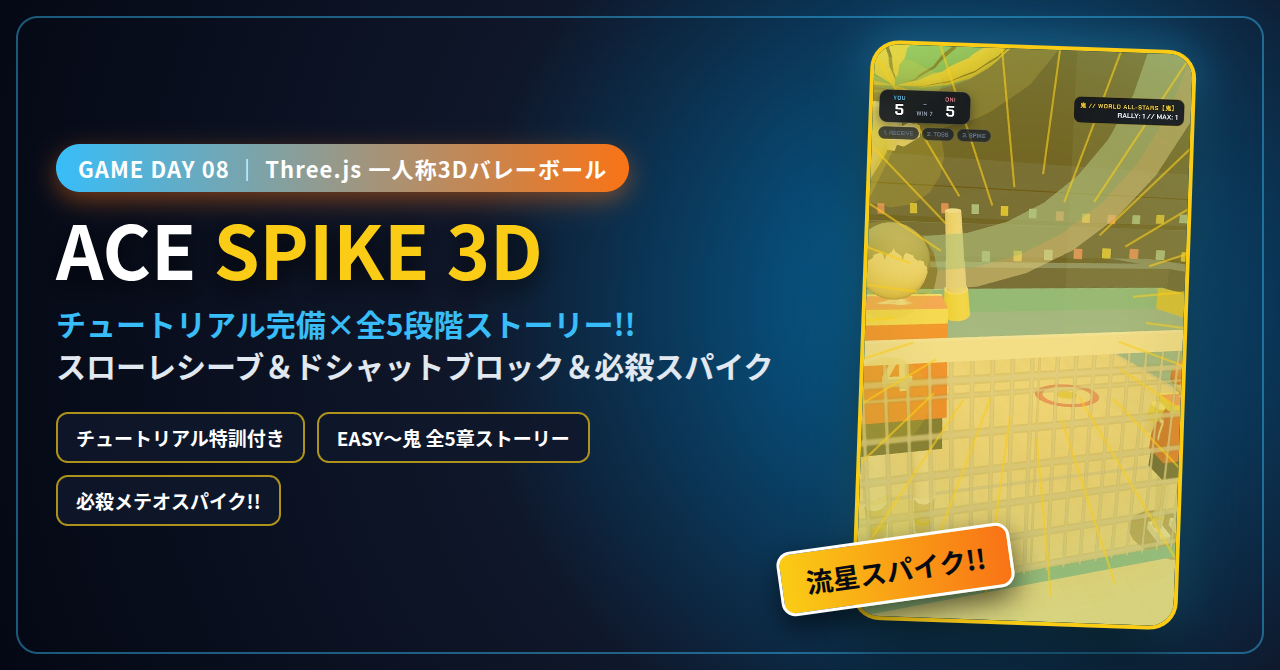 GAME DAY 08 | Three.js 一人称3Dバレーボール
ACE SPIKE 3D
チュートリアル完備×全5段階ストーリー!!
スローレシーブ&ドシャットブロック&必殺スパイク
チュートリアル特訓付き
EASY〜鬼 全5章ストーリー
必殺メテオスパイク!!
YOU
5
–
WIN 7
ONI
5
鬼 // WORLD ALL-STARS【鬼】
RALLY: 1 // MAX: 1
1. RECEIVE
2. TOSS
3. SPIKE
流星スパイク!!